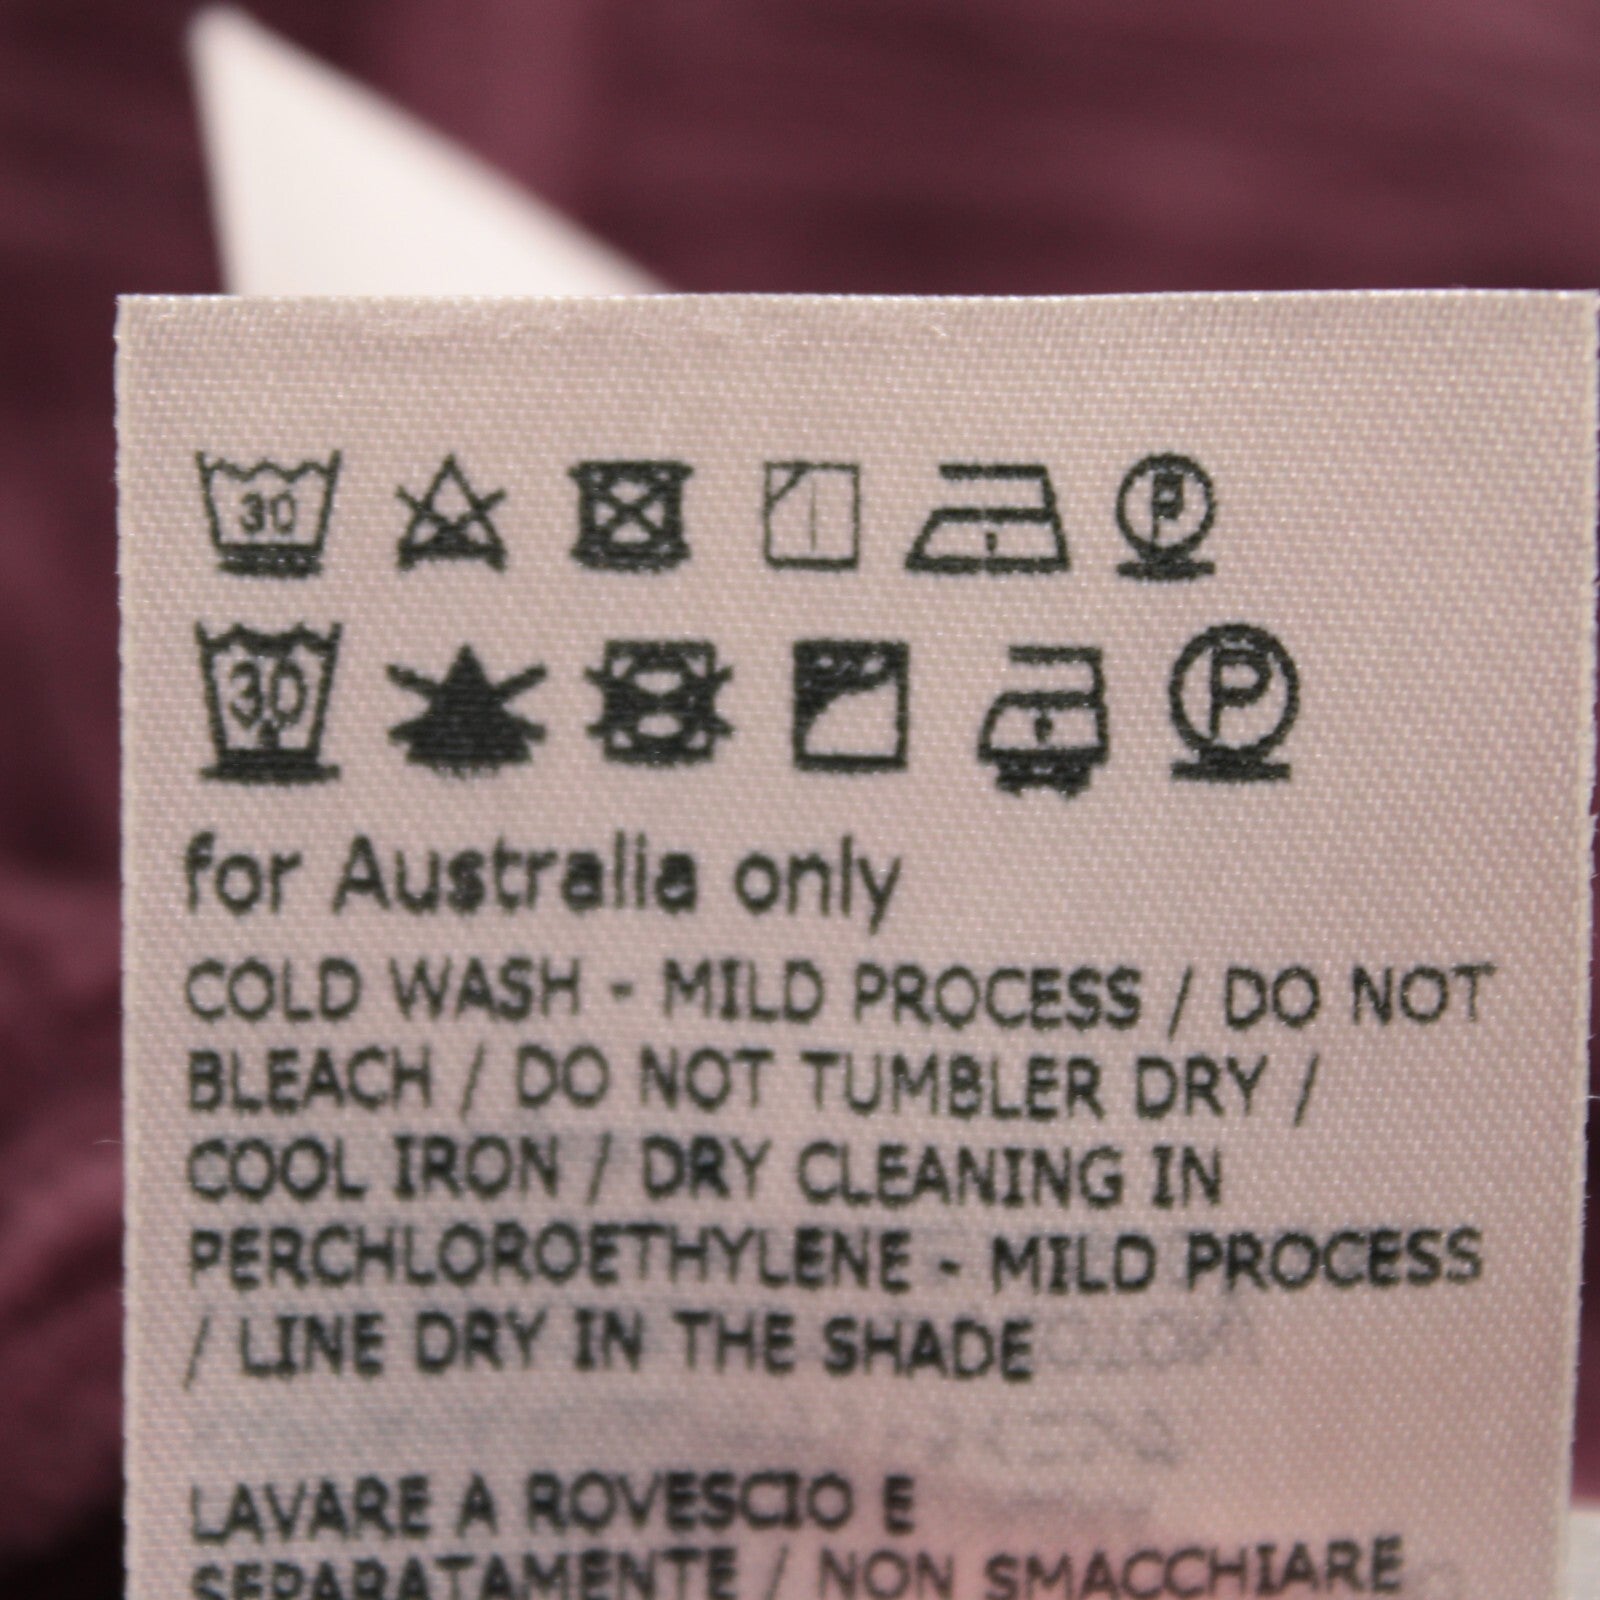 30
P
30
P
for Australia only
COLD WASH - MILD PROCESS / DO NOT
BLEACH / DO NOT TUMBLER DRY /
COOL IRON / DRY CLEANING IN
PERCHLOROETHYLENE - MILD PROCESS
/ LINE DRY IN THE SHADE
LAVARE A ROVESCIO E
SEPARATAMENTE / NON SMACCHIARE